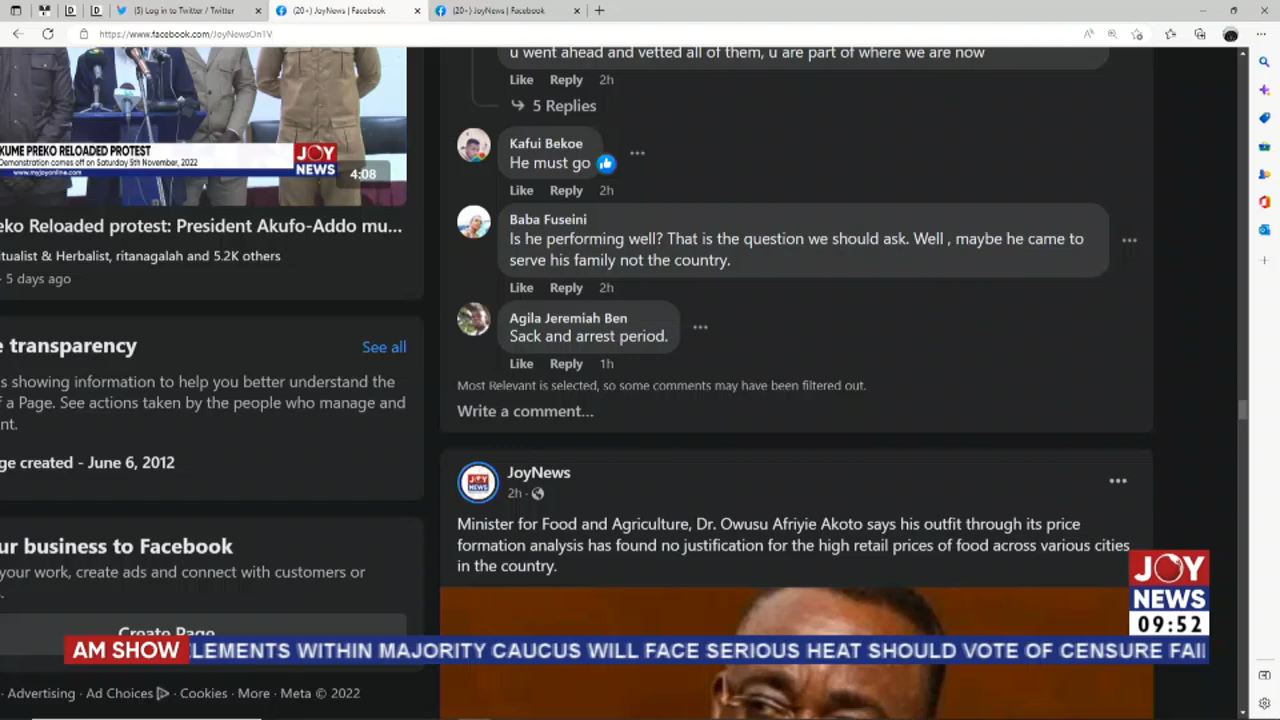 (5) Log in to Twitter / Twitter
(20+) JoyNews | Facebook
(20+) JoyNews | Facebook
https://www.facebook.com/JoyNewsOnTV
u went ahead and vetted all of them, u are part of where we are now
Like Reply 2h
5 Replies
Kafui Bekoe
He must go
Like Reply 2h
Baba Fuseini
Is he performing well? That is the question we should ask. Well , maybe he came to
serve his family not the country.
Like Reply 2h
Agila Jeremiah Ben
Sack and arrest period.
Like Reply 1h
Most Relevant is selected, so some comments may have been filtered out.
Write a comment...
KUME PREKO RELOADED PROTEST
Demonstration comes off on Saturday 5th November, 2022
www.myjoyonline.com
JOY
NEWS
4:08
eko Reloaded protest: President Akufo-Addo mu...
itualist & Herbalist, ritanagalah and 5.2K others
· 5 days ago
e transparency
See all
s showing information to help you better understand the
f a Page. See actions taken by the people who manage and
nt.
ge created - June 6, 2012
ur business to Facebook
your work, create ads and connect with customers or
.
Create Page
· Advertising · Ad Choices · Cookies · More · Meta © 2022
JoyNews
2h ·
Minister for Food and Agriculture, Dr. Owusu Afriyie Akoto says his outfit through its price
formation analysis has found no justification for the high retail prices of food across various cities
in the country.
JOY
NEWS
09:52
AM SHOW
LEMENTS WITHIN MAJORITY CAUCUS WILL FACE SERIOUS HEAT SHOULD VOTE OF CENSURE FAIL